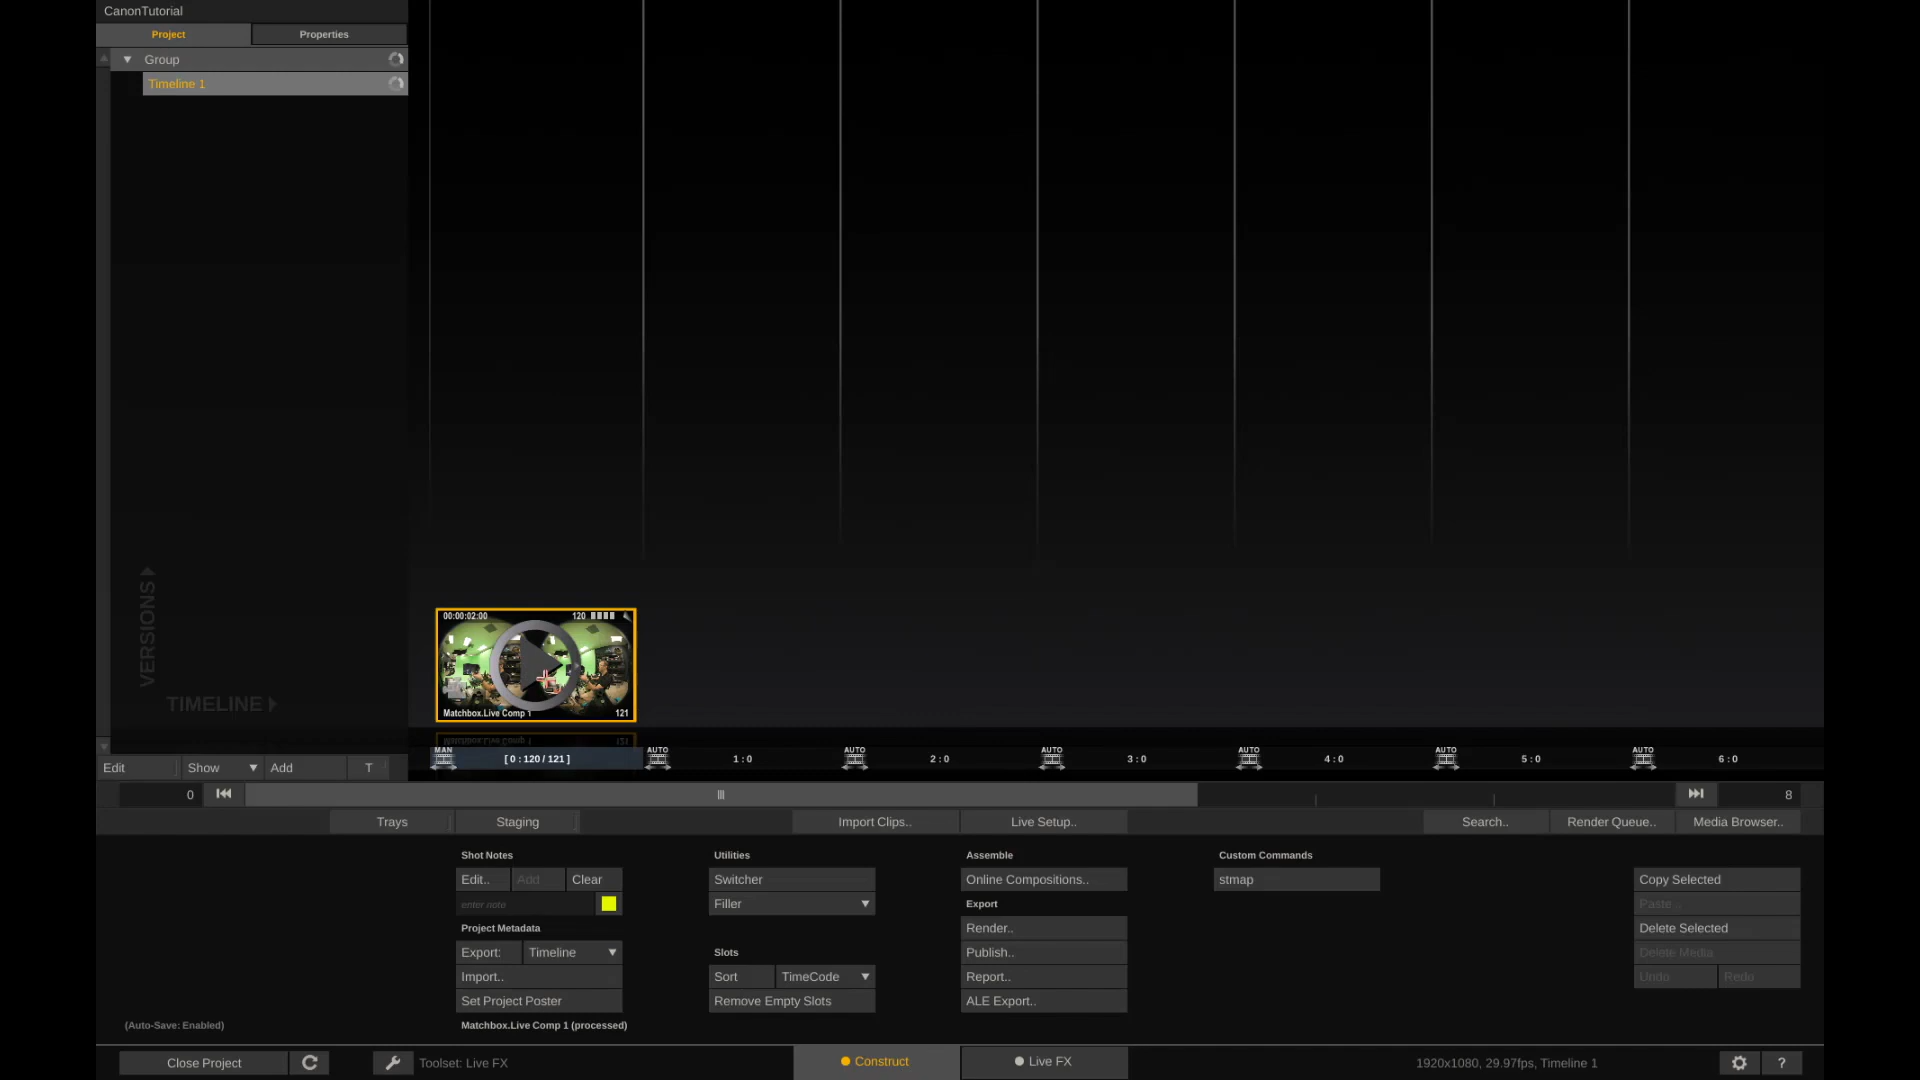 CanonTutorial
Project Properties
Group
Timeline 1
VERSIONS
TIMELINE
00:00:02:00 120
Matchbox.Live Comp 1 121
Matchbox.Live Comp 1 121
MAN [ 0 : 120 / 121 ] AUTO 1 : 0 AUTO 2 : 0 AUTO 3 : 0 AUTO 4 : 0 AUTO 5 : 0 AUTO 6 : 0
Edit Show Add T
0 8
Trays Staging Import Clips.. Live Setup.. Search.. Render Queue.. Media Browser..
Shot Notes Utilities Assemble Custom Commands
Edit.. Add Clear Switcher Online Compositions.. stmap Copy Selected
enter note Filler Export Paste..
Project Metadata Render.. Delete Selected
Export: Timeline Slots Publish.. Delete Media
Import.. Sort TimeCode Report.. Undo Redo
Set Project Poster Remove Empty Slots ALE Export..
(Auto-Save: Enabled) Matchbox.Live Comp 1 (processed)
Close Project Toolset: Live FX Construct Live FX 1920x1080, 29.97fps, Timeline 1 ?